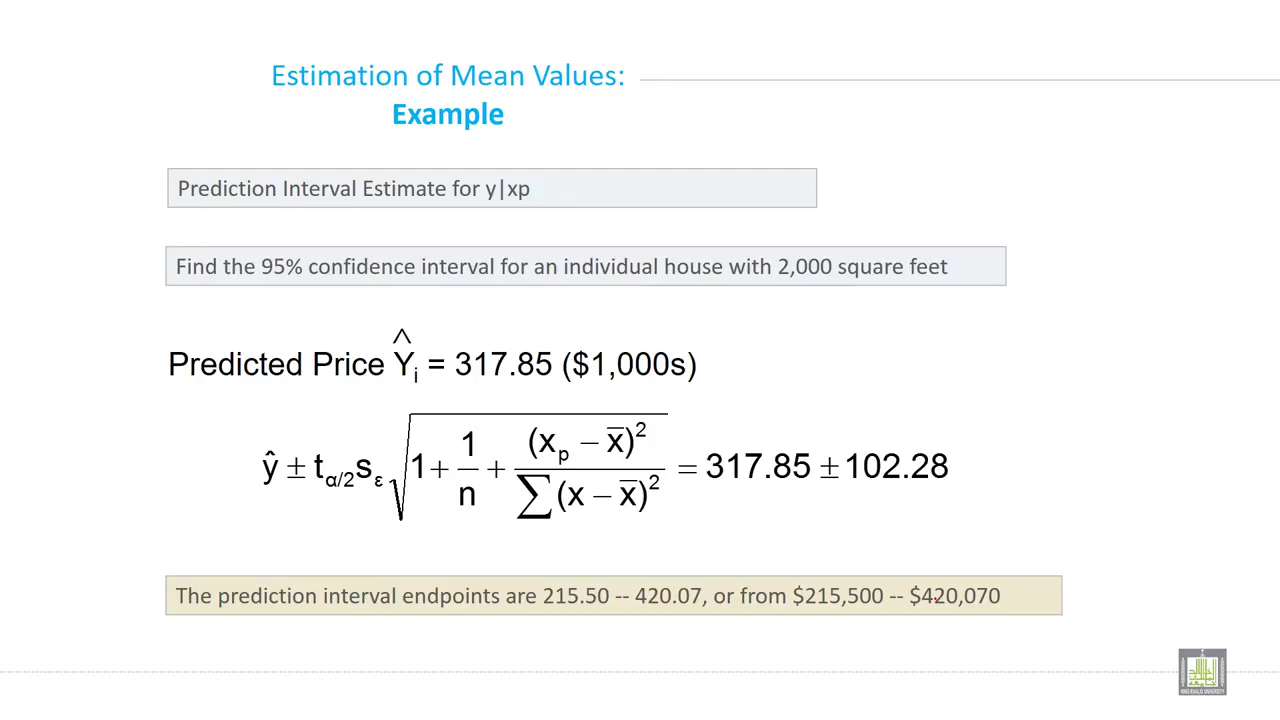 Estimation of Mean Values:
Example
Prediction Interval Estimate for y|xp
Find the 95% confidence interval for an individual house with 2,000 square feet
Predicted Price Ŷi = 317.85 ($1,000s)
ŷ ± tα/2sε √(1 + 1/n + (xp − x̄)²/∑(x − x̄)²) = 317.85 ± 102.28
The prediction interval endpoints are 215.50 -- 420.07, or from $215,500 -- $420,070
KING KHALID UNIVERSITY